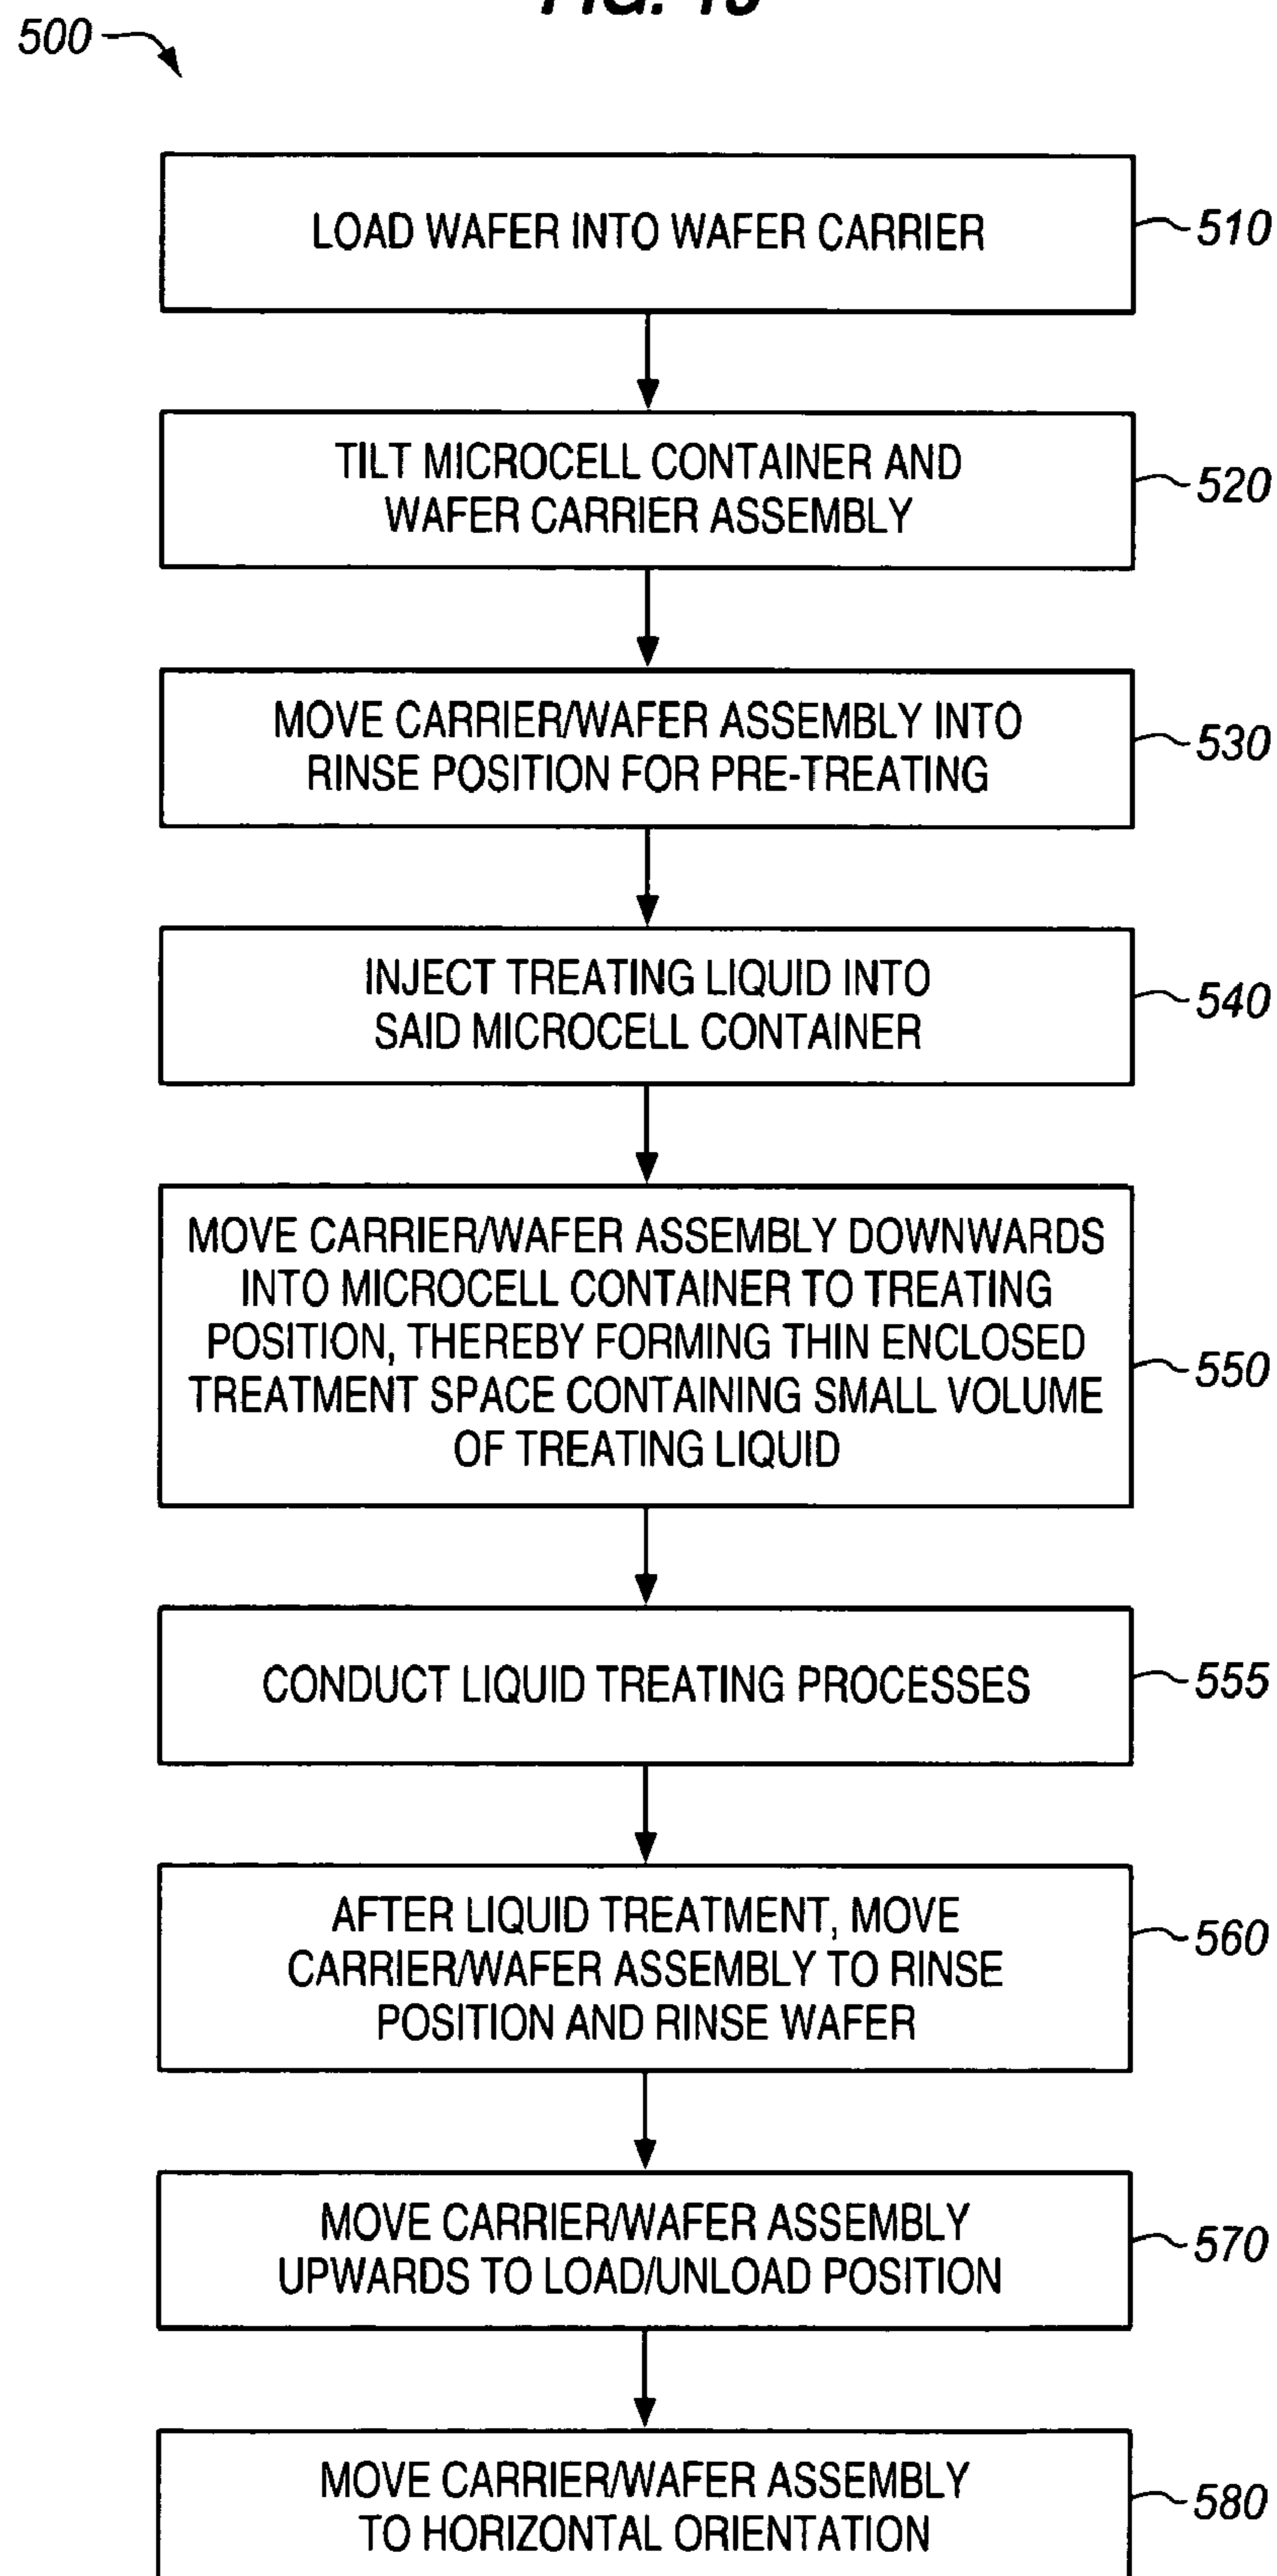 FIG.
500
LOAD WAFER INTO WAFER CARRIER
510
TILT MICROCELL CONTAINER AND
WAFER CARRIER ASSEMBLY
520
MOVE CARRIER/WAFER ASSEMBLY INTO
RINSE POSITION FOR PRE-TREATING
530
INJECT TREATING LIQUID INTO
SAID MICROCELL CONTAINER
540
MOVE CARRIER/WAFER ASSEMBLY DOWNWARDS
INTO MICROCELL CONTAINER TO TREATING
POSITION, THEREBY FORMING THIN ENCLOSED
TREATMENT SPACE CONTAINING SMALL VOLUME
OF TREATING LIQUID
550
CONDUCT LIQUID TREATING PROCESSES
555
AFTER LIQUID TREATMENT, MOVE
CARRIER/WAFER ASSEMBLY TO RINSE
POSITION AND RINSE WAFER
560
MOVE CARRIER/WAFER ASSEMBLY
UPWARDS TO LOAD/UNLOAD POSITION
570
MOVE CARRIER/WAFER ASSEMBLY
TO HORIZONTAL ORIENTATION
580